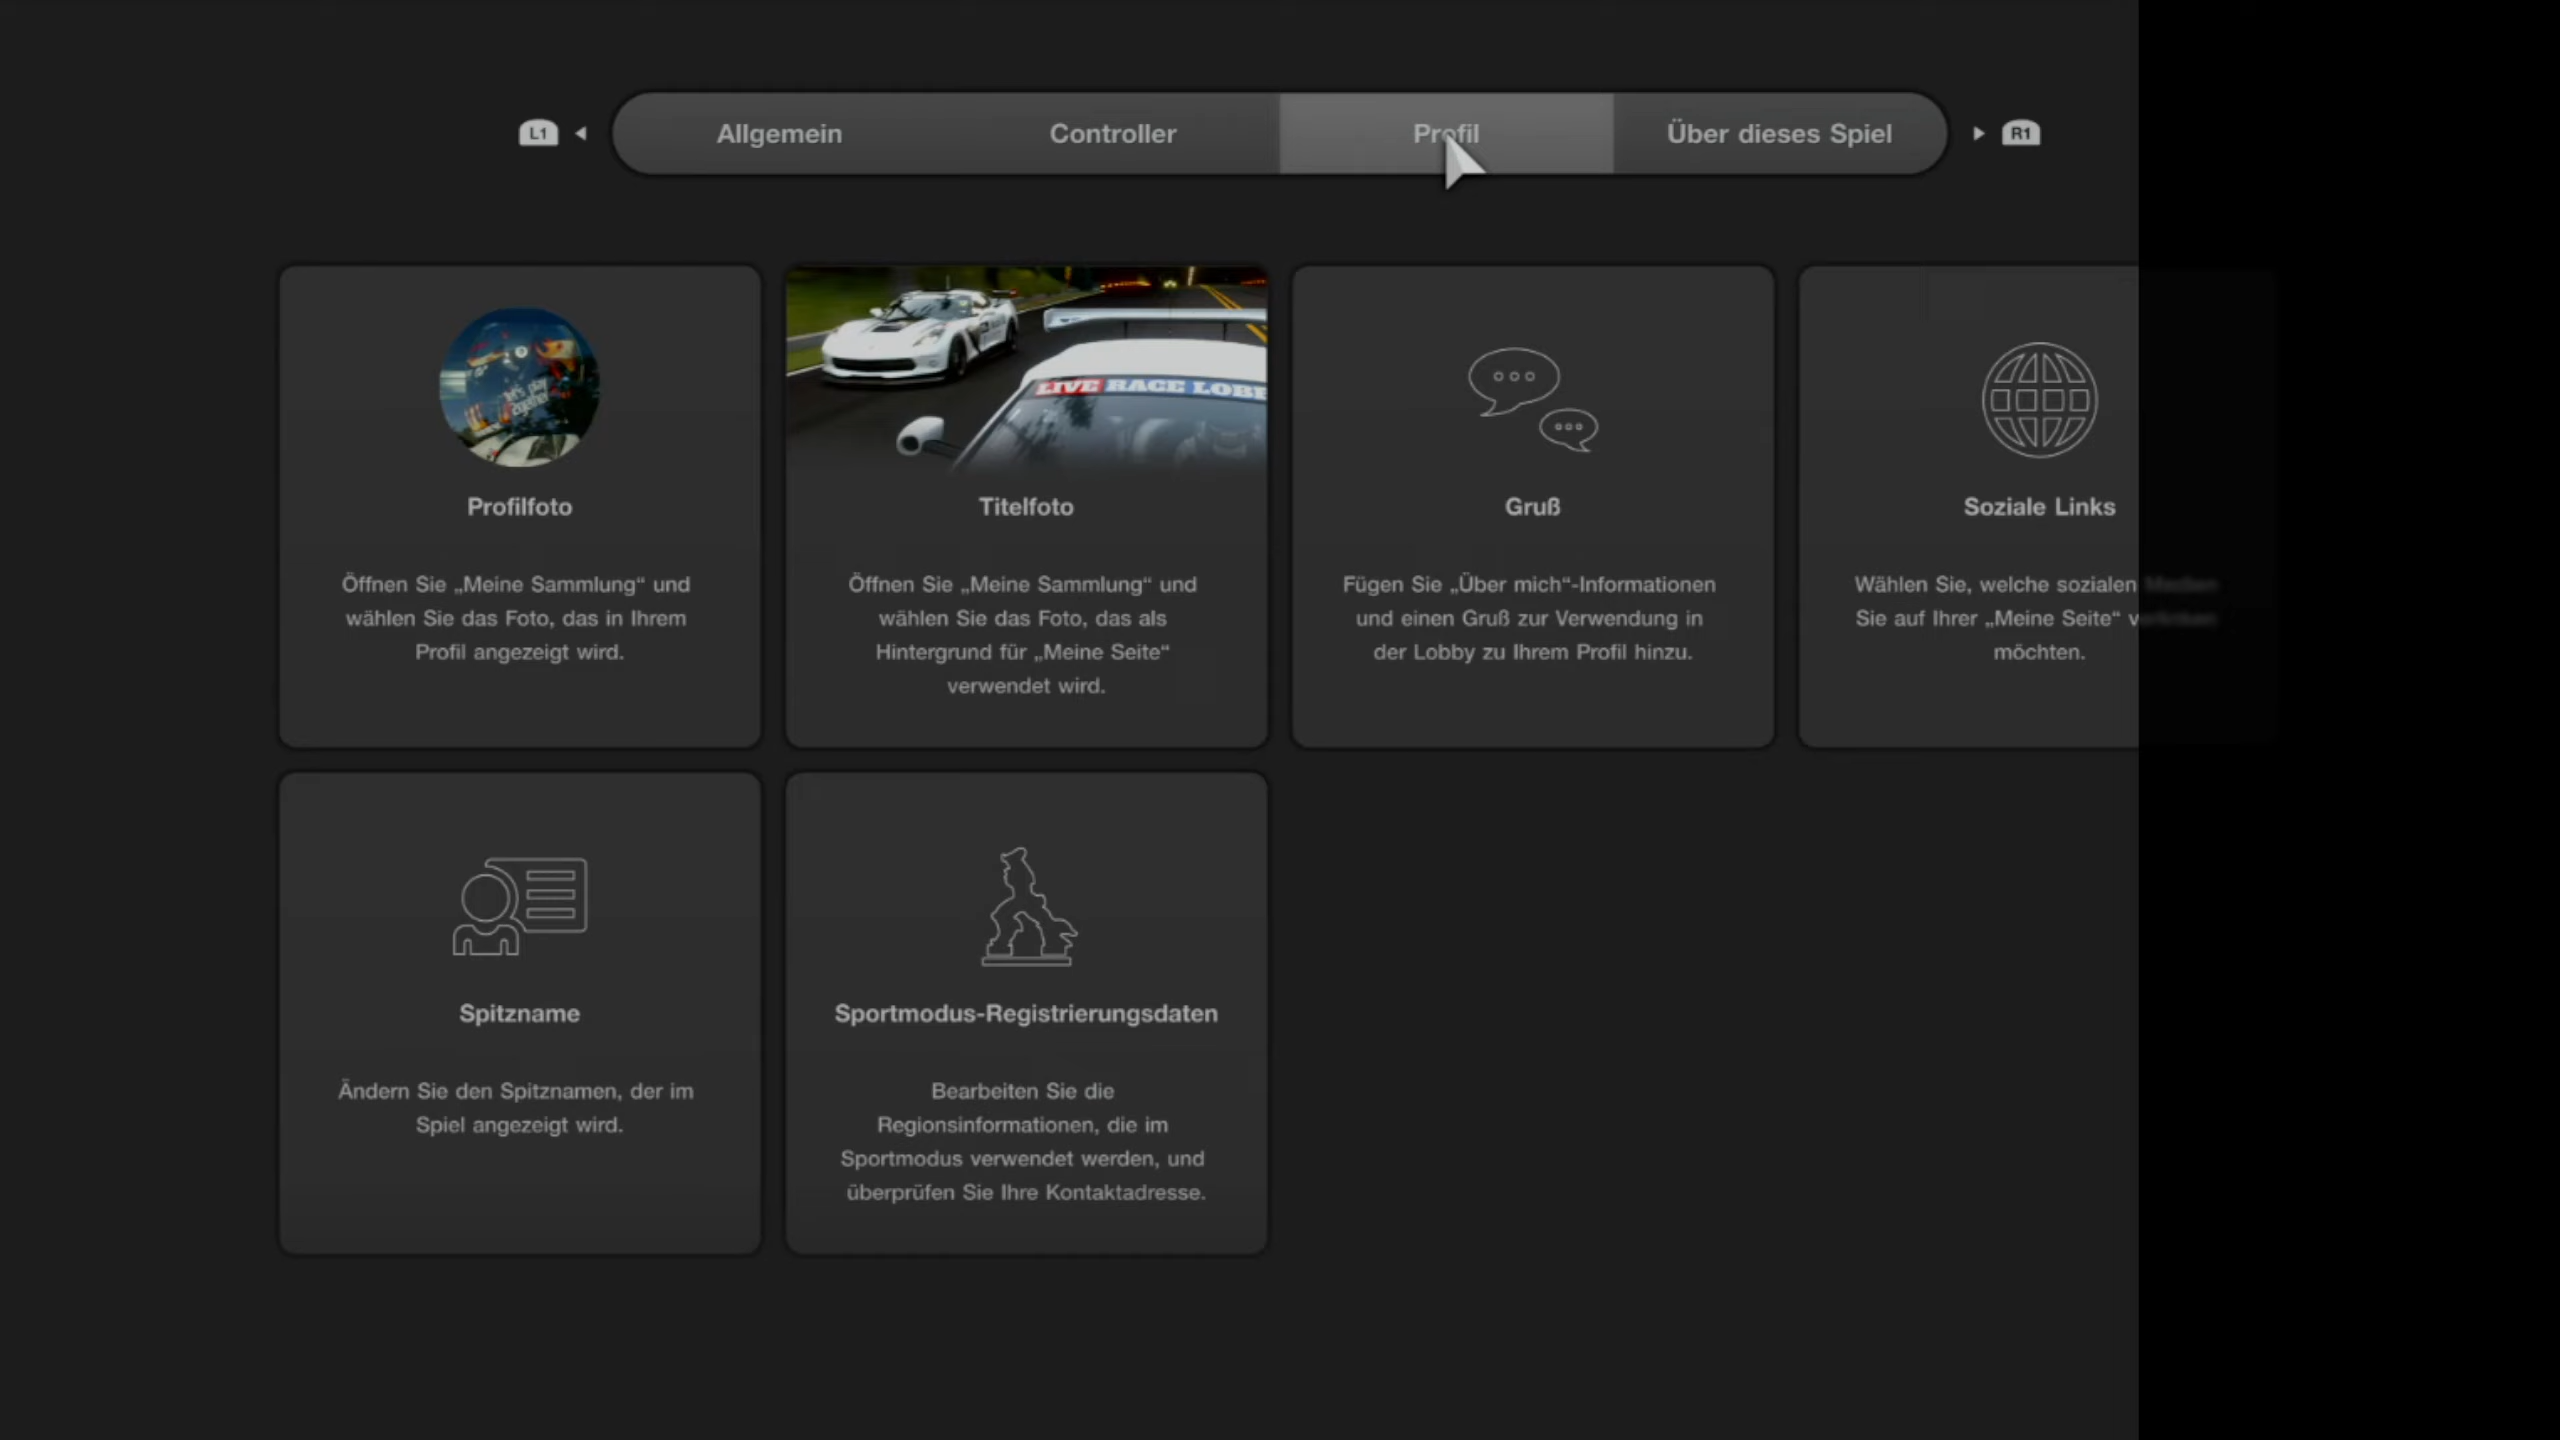 L1
Allgemein
Controller
Profil
Über dieses Spiel
R1
LIVE RACE LOBB
Profilfoto
Öffnen Sie „Meine Sammlung“ und
wählen Sie das Foto, das in Ihrem
Profil angezeigt wird.
Titelfoto
Öffnen Sie „Meine Sammlung“ und
wählen Sie das Foto, das als
Hintergrund für „Meine Seite“
verwendet wird.
Gruß
Fügen Sie „Über mich“-Informationen
und einen Gruß zur Verwendung in
der Lobby zu Ihrem Profil hinzu.
Soziale Links
Wählen Sie, welche sozialen Medien
Sie auf Ihrer „Meine Seite“ verlinken
möchten.
Spitzname
Ändern Sie den Spitznamen, der im
Spiel angezeigt wird.
Sportmodus-Registrierungsdaten
Bearbeiten Sie die
Regionsinformationen, die im
Sportmodus verwendet werden, und
überprüfen Sie Ihre Kontaktadresse.